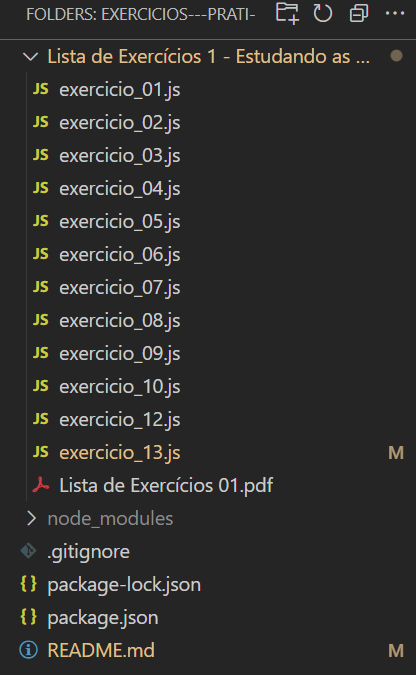 FOLDERS: EXERCICIOS---PRATI-
Lista de Exercícios 1 - Estudando as ...
JS exercicio_01.js
JS exercicio_02.js
JS exercicio_03.js
JS exercicio_04.js
JS exercicio_05.js
JS exercicio_06.js
JS exercicio_07.js
JS exercicio_08.js
JS exercicio_09.js
JS exercicio_10.js
JS exercicio_12.js
JS exercicio_13.js M
Lista de Exercícios 01.pdf
node_modules
.gitignore
{} package-lock.json
{} package.json
README.md M